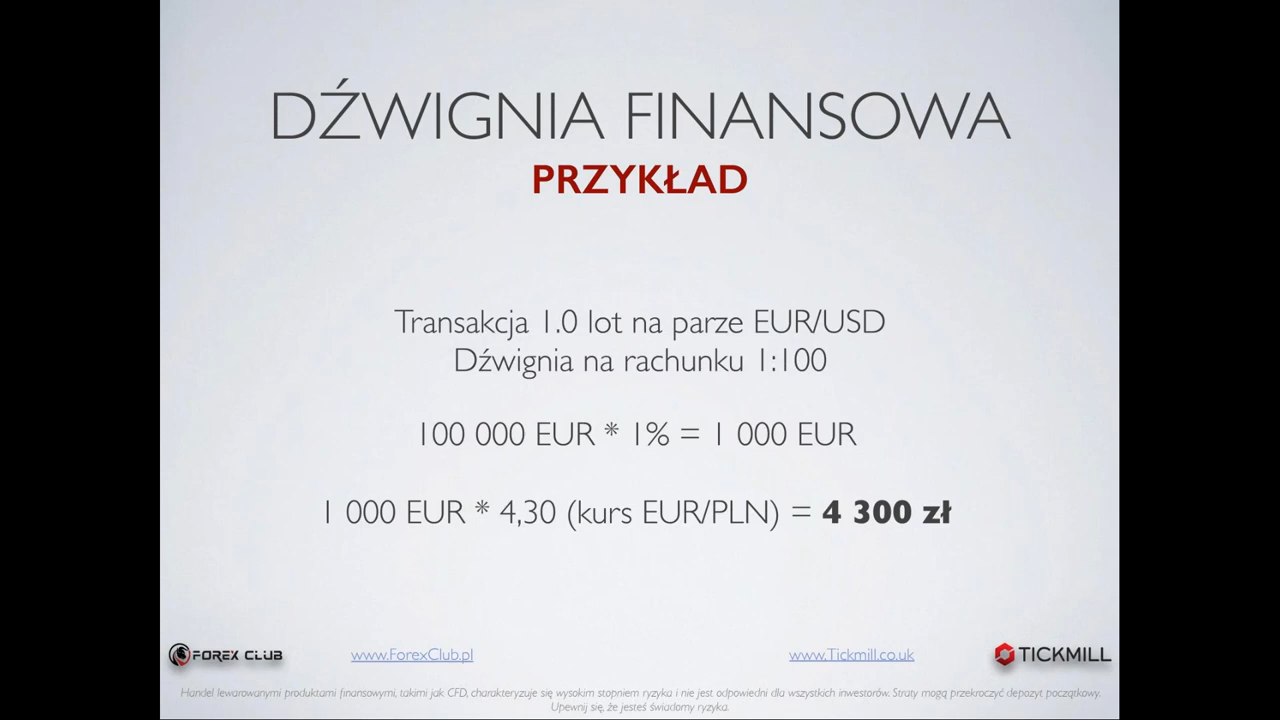 DŹWIGNIA FINANSOWA
PRZYKŁAD
Transakcja 1.0 lot na parze EUR/USD
Dźwignia na rachunku 1:100
100 000 EUR * 1% = 1 000 EUR
1 000 EUR * 4,30 (kurs EUR/PLN) = 4 300 zł
FOREX CLUB www.ForexClub.pl www.Tickmill.co.uk TICKMILL
Handel lewarowanymi produktami finansowymi, takimi jak CFD, charakteryzuje się wysokim stopniem ryzyka i nie jest odpowiedni dla wszystkich inwestorów. Straty mogą przekroczyć depozyt początkowy.
Upewnij się, że jesteś świadomy ryzyka.